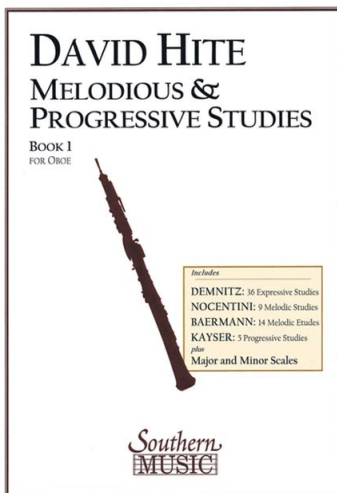 DAVID HITE
MELODIOUS &
PROGRESSIVE STUDIES
BOOK 1
FOR OBOE
Includes
DEMNITZ: 36 Expressive Studies
NOCENTINI: 9 Melodic Studies
BAERMANN: 14 Melodic Etudes
KAYSER: 5 Progressive Studies
plus
Major and Minor Scales
Southern
MUSIC